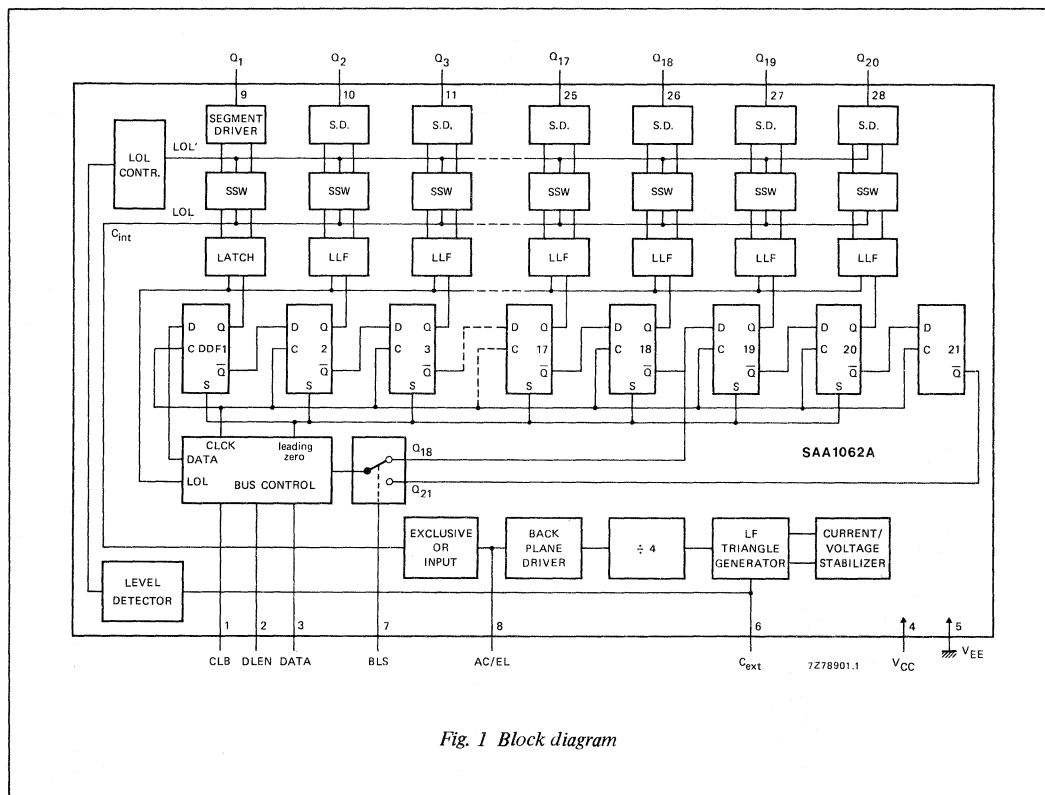 Q1 Q2 Q3 Q17 Q18 Q19 Q20
9 10 11 25 26 27 28
SEGMENT DRIVER S.D. S.D. S.D. S.D. S.D. S.D.
LOL CONTR.
LOL'
SSW SSW SSW SSW SSW SSW SSW
LOL
Cint
LATCH LLF LLF LLF LLF LLF LLF
D Q D Q D Q D Q D Q D Q D Q D
C DDF1 C 2 C 3 C 17 C 18 C 19 C 20 C 21
Q̅ Q̅ Q̅ Q̅ Q̅ Q̅ Q̅ Q̅
S S S S S S S
CLCK leading zero
DATA
LOL BUS CONTROL
Q18
Q21
SAA1062A
EXCLUSIVE OR INPUT
BACK PLANE DRIVER
÷ 4
LF TRIANGLE GENERATOR
CURRENT/ VOLTAGE STABILIZER
LEVEL DETECTOR
1 2 3 7 8 6 4 5
CLB DLEN DATA BLS AC/EL Cext 7Z78901.1 VCC VEE
Fig. 1 Block diagram